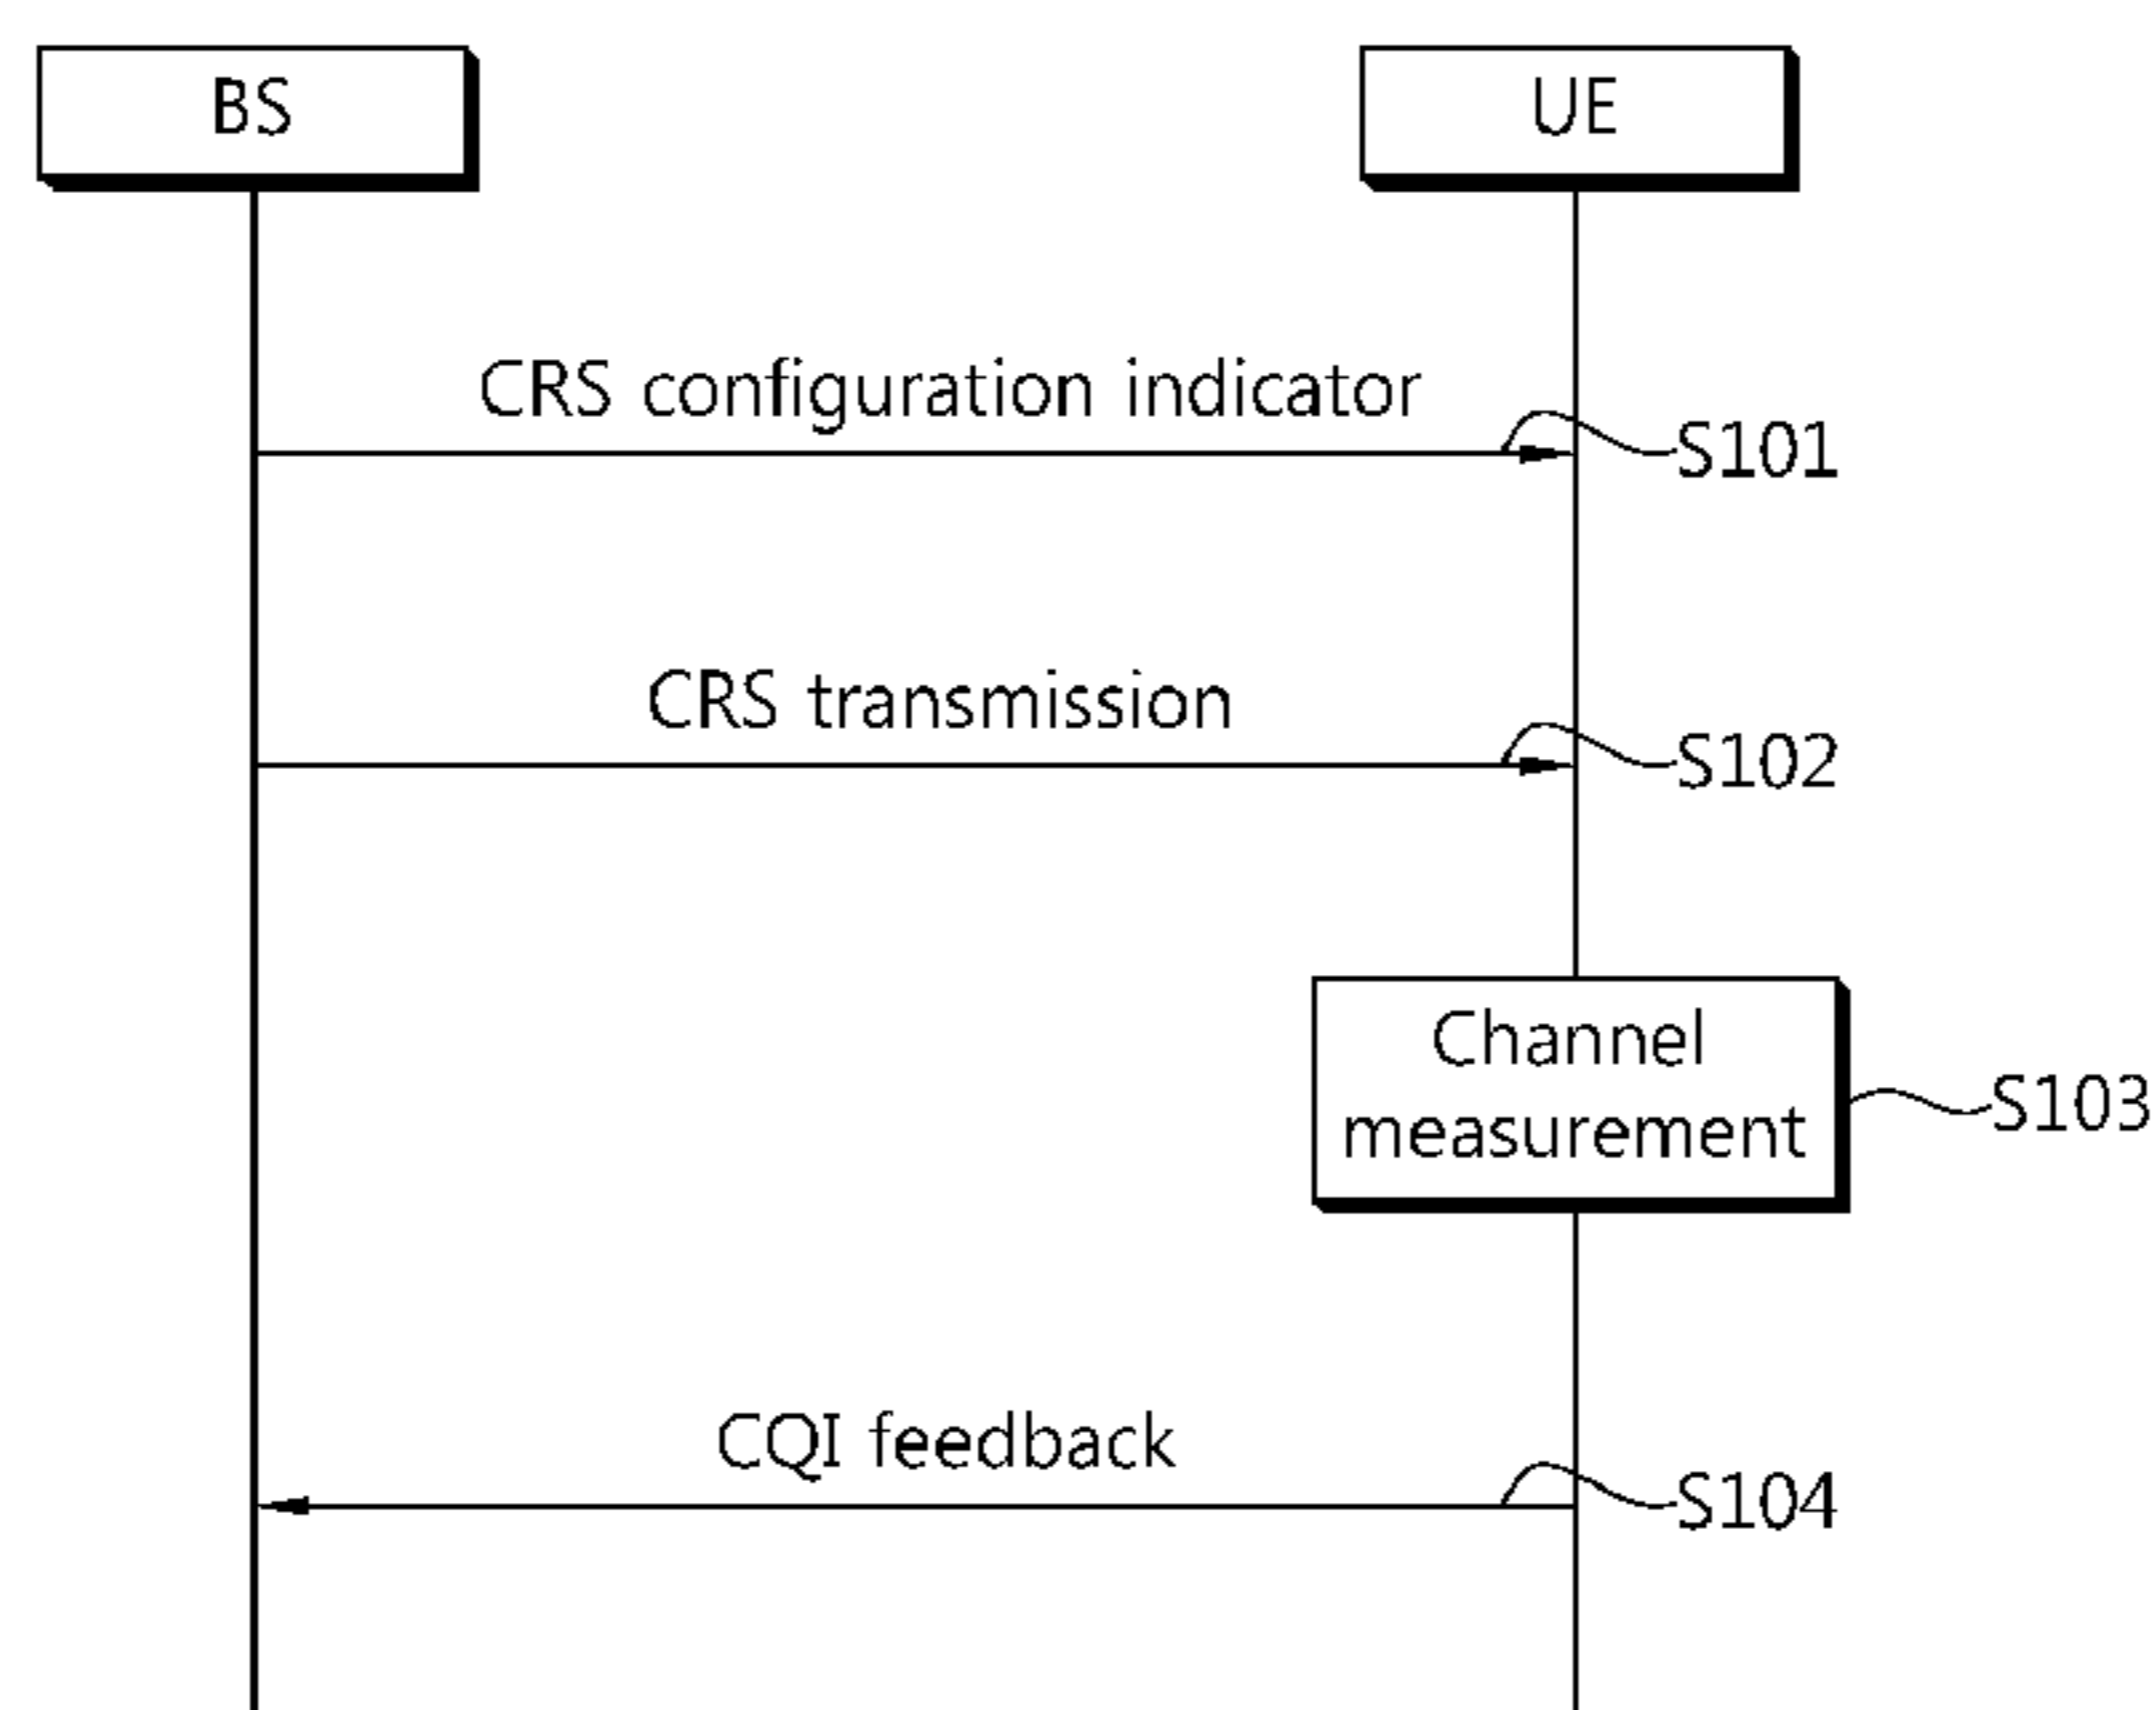 BS
UE
CRS configuration indicator
S101
CRS transmission
S102
Channel
measurement
S103
CQI feedback
S104